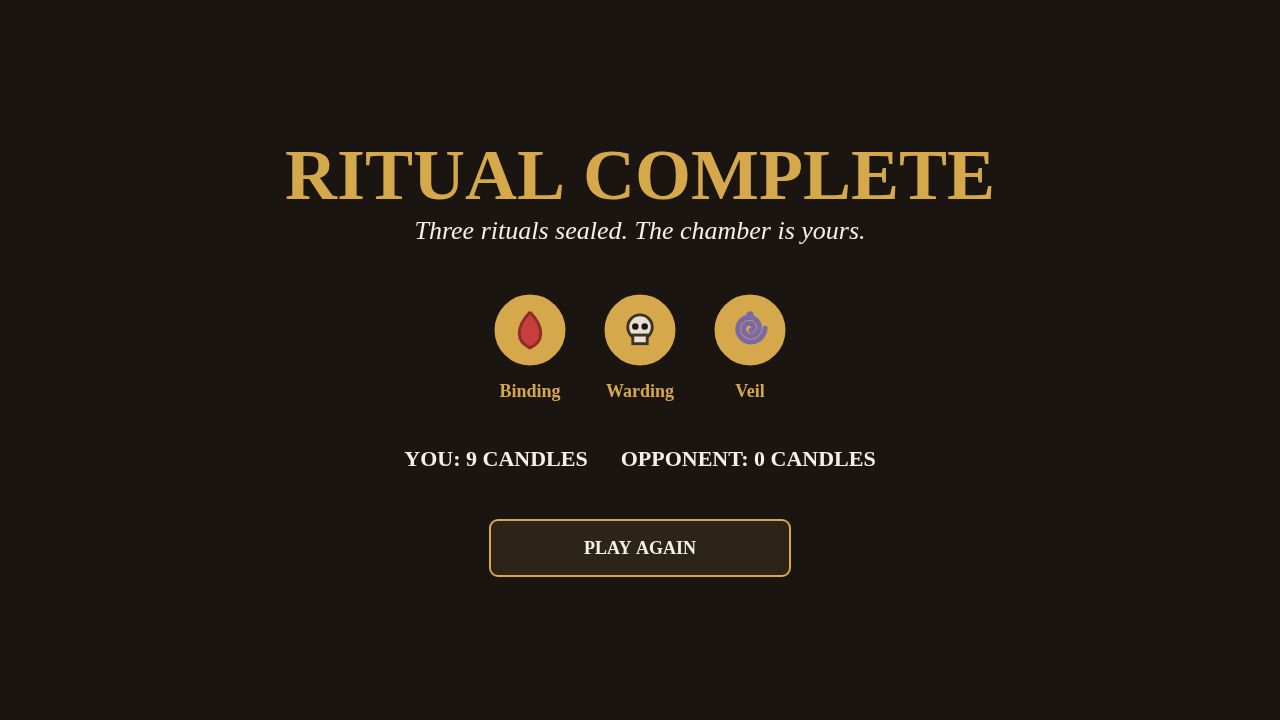 RITUAL COMPLETE
Three rituals sealed. The chamber is yours.
Binding Warding Veil
YOU: 9 CANDLES OPPONENT: 0 CANDLES
PLAY AGAIN